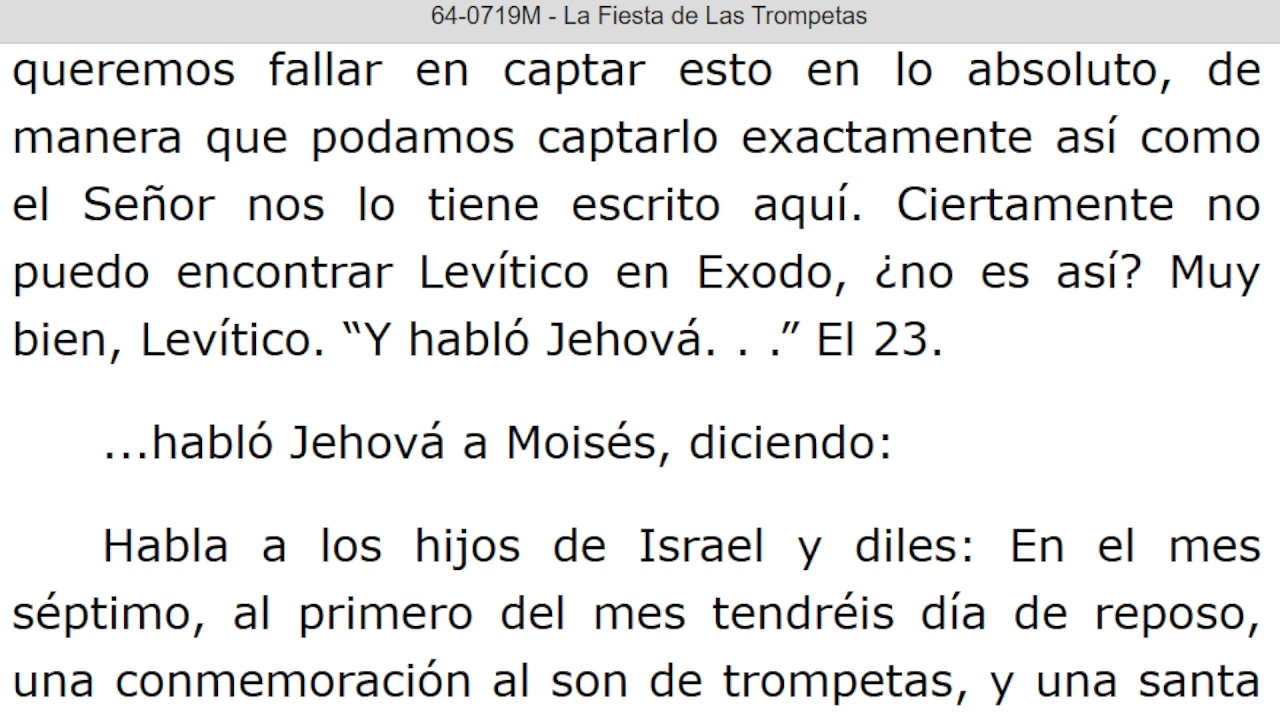 64-0719M - La Fiesta de Las Trompetas
queremos fallar en captar esto en lo absoluto, de
manera que podamos captarlo exactamente así como
el Señor nos lo tiene escrito aquí. Ciertamente no
puedo encontrar Levítico en Exodo, ¿no es así? Muy
bien, Levítico. “Y habló Jehová. . .” El 23.
...habló Jehová a Moisés, diciendo:
Habla a los hijos de Israel y diles: En el mes
séptimo, al primero del mes tendréis día de reposo,
una conmemoración al son de trompetas, y una santa